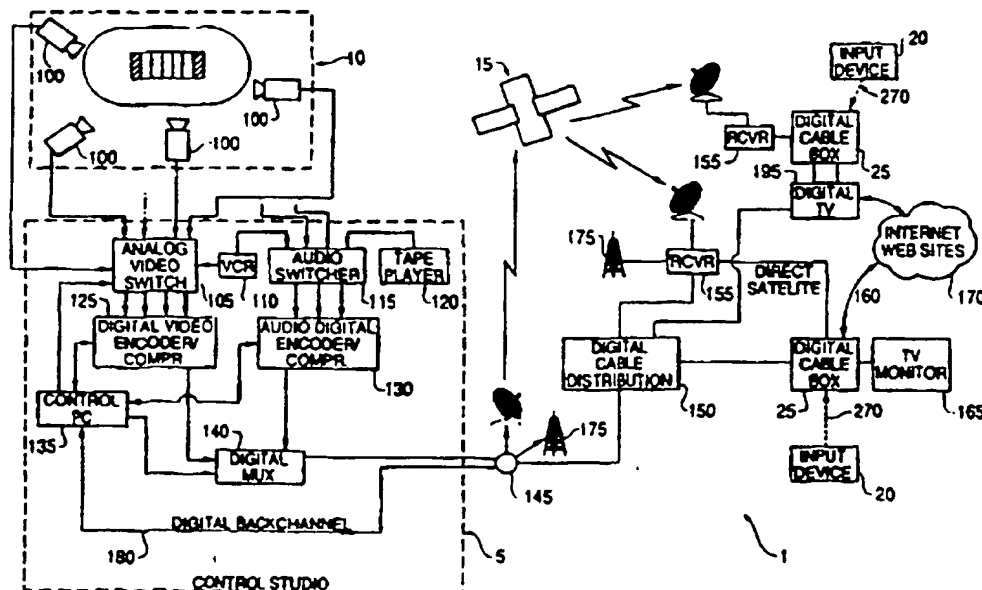 100
10
100
100
100
15
20
INPUT
DEVICE
270
RCVR
155
DIGITAL
CABLE
BOX
25
195
DIGITAL
TV
INTERNET
WEB SITES
170
160
175
RCVR
155
DIRECT
SATELITE
ANALOG
VIDEO
SWITCH
105
VCR
110
AUDIO
SWITCHER
115
TAPE
PLAYER
120
125
DIGITAL VIDEO
ENCODER/
COMPR.
AUDIO DIGITAL
ENCODER/
COMPR.
130
CONTROL
PC
135
140
DIGITAL
MUX
175
145
DIGITAL CABLE
DISTRIBUTION
150
DIGITAL
CABLE
BOX
25
TV
MONITOR
165
270
INPUT
DEVICE
20
DIGITAL BACKCHANNEL
180
5
1
CONTROL STUDIO